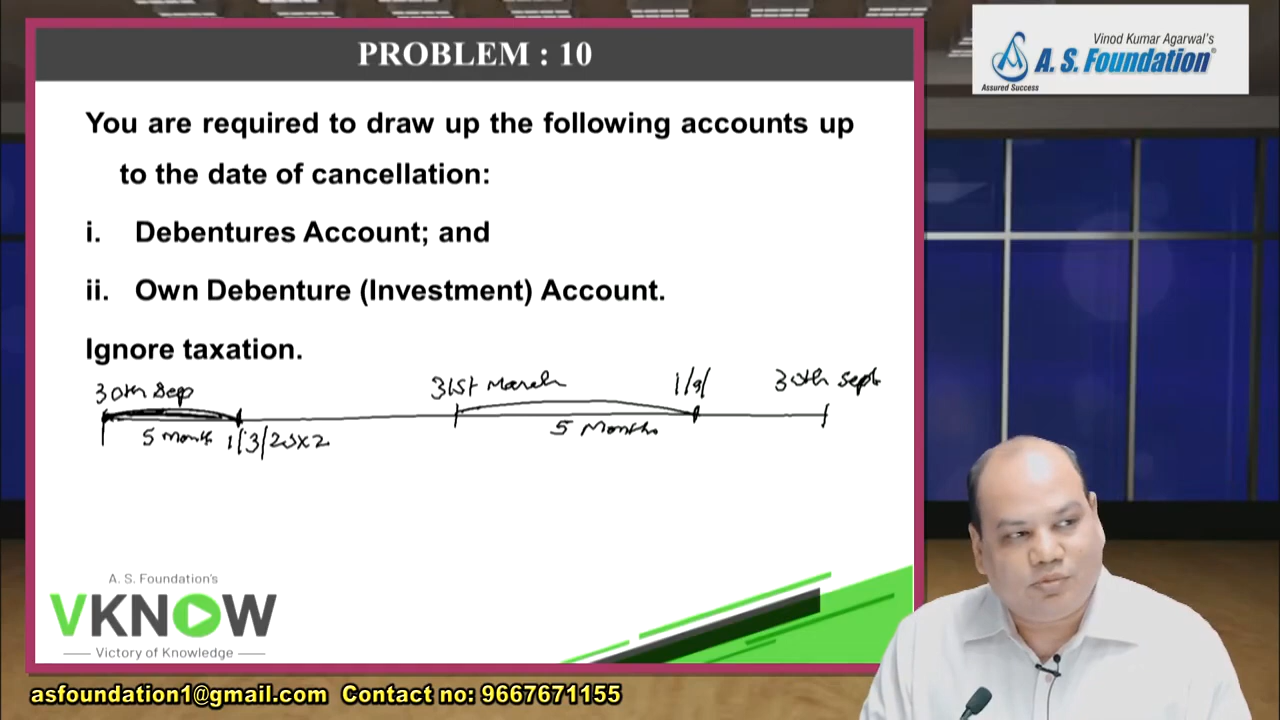 PROBLEM : 10
Vinod Kumar Agarwal's
A. S. Foundation®
Assured Success
You are required to draw up the following accounts up
to the date of cancellation:
i. Debentures Account; and
ii. Own Debenture (Investment) Account.
Ignore taxation.
30th Sep 31st March 1/9/ 30th Sept
5 Month 1/3/20x2 5 Months
A. S. Foundation's
VKNOW
Victory of Knowledge
asfoundation1@gmail.com Contact no: 9667671155